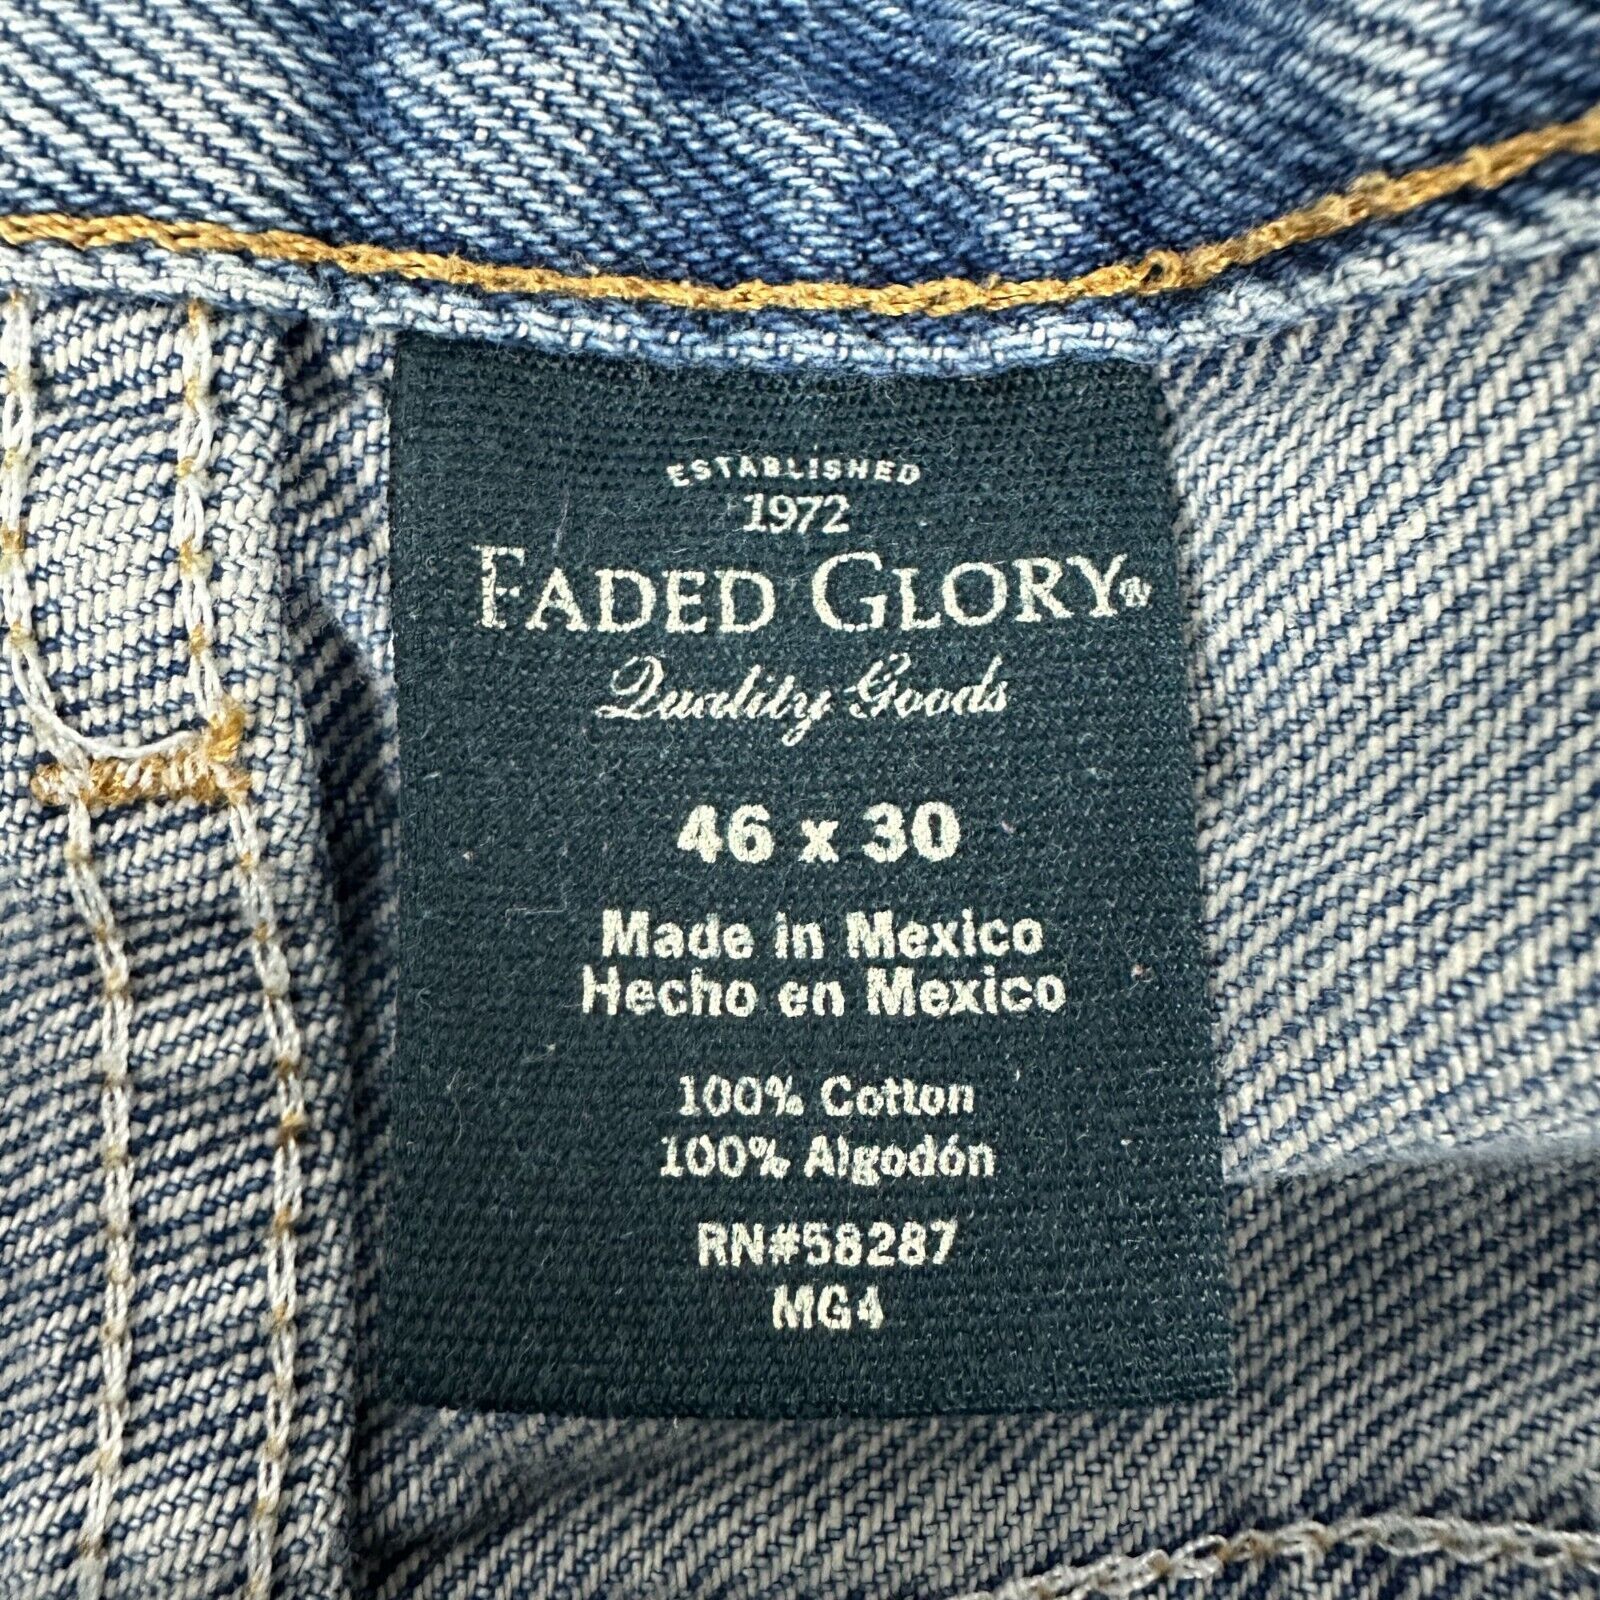 ESTABLISHED
1972
FADED GLORY®
Quality Goods
46 x 30
Made in Mexico
Hecho en Mexico
100% Cotton
100% Algodón
RN#58287
MG4